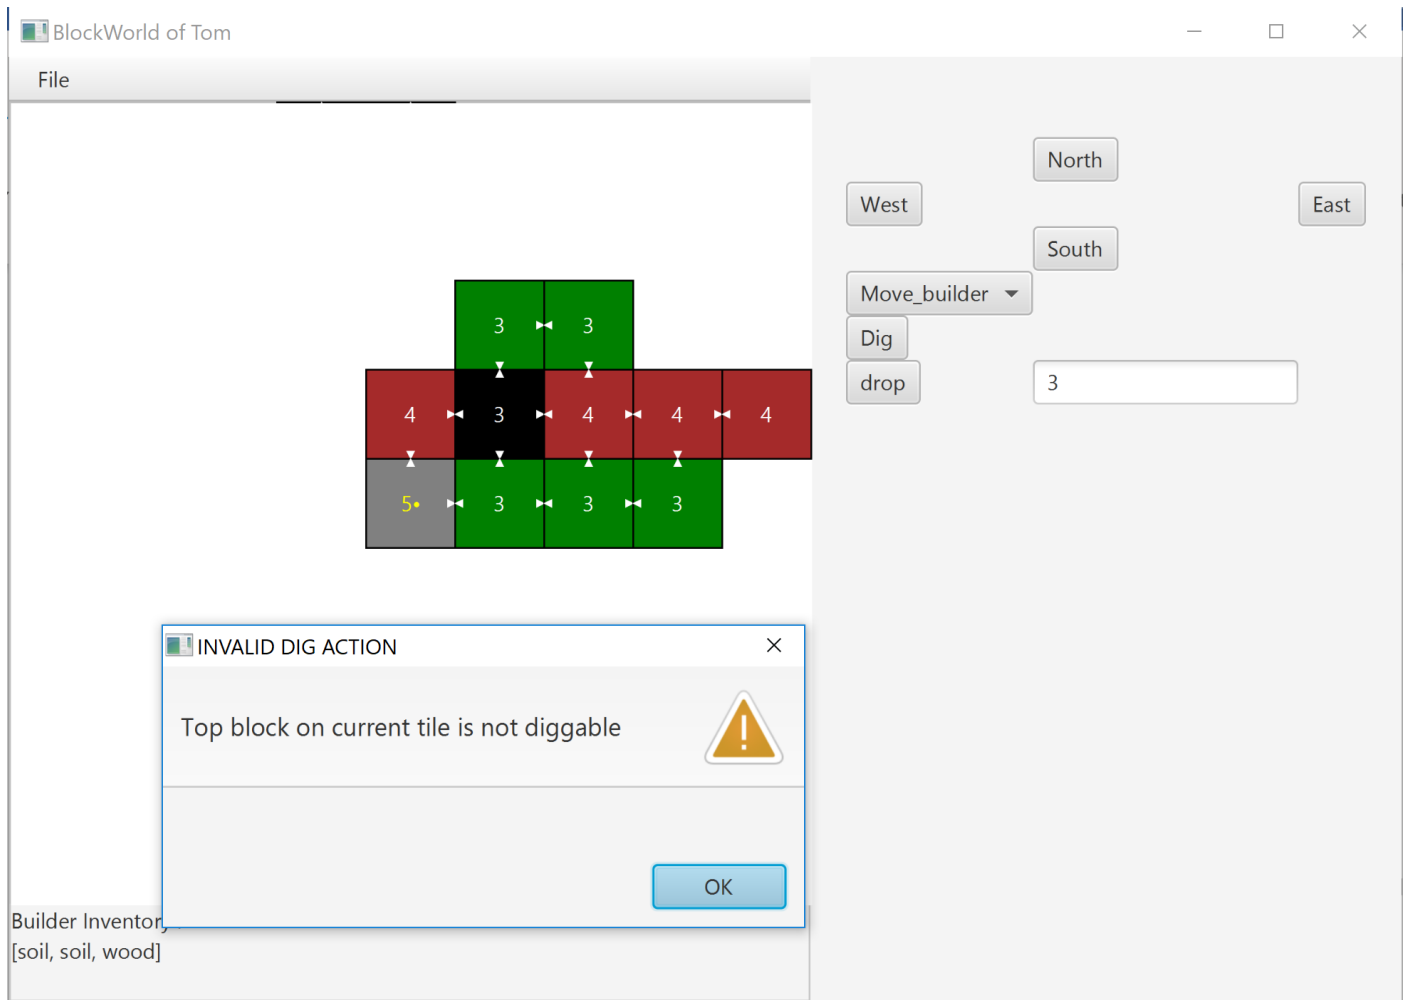 BlockWorld of Tom
File
North
West
East
South
Move_builder
Dig
drop
3
3 3
4 3 4 4 4
5• 3 3 3
INVALID DIG ACTION
Top block on current tile is not diggable
OK
Builder Inventory
[soil, soil, wood]